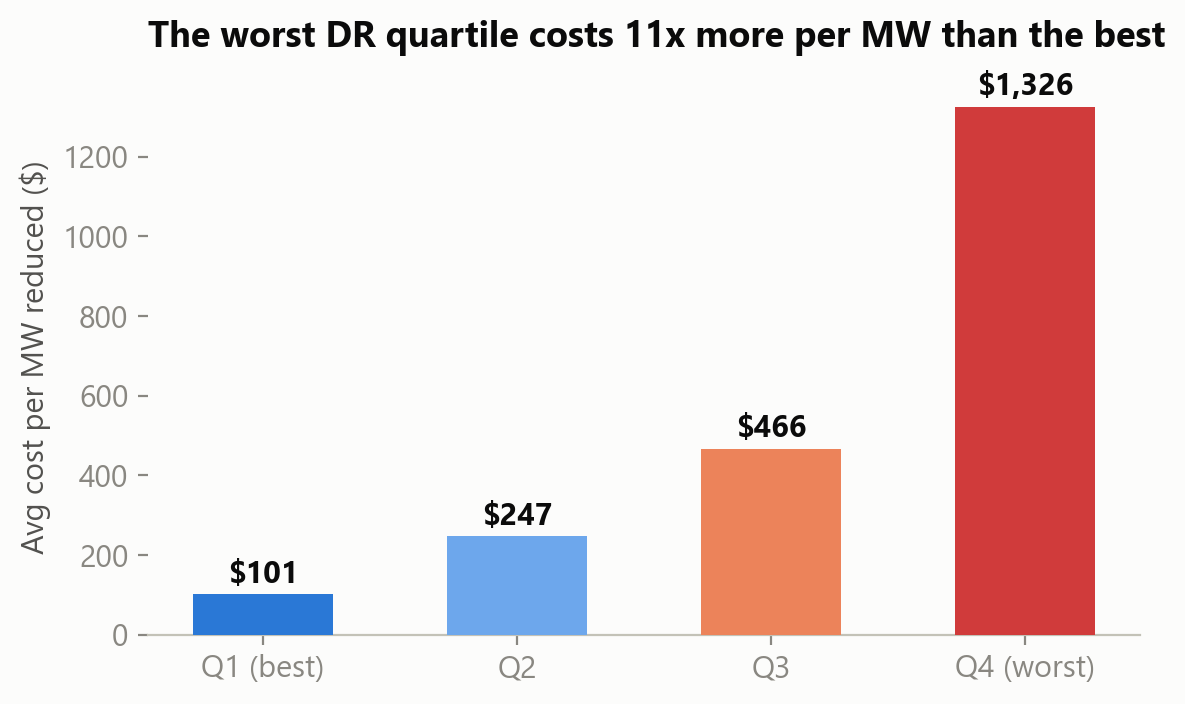 The worst DR quartile costs 11x more per MW than the best
Avg cost per MW reduced ($)
1200
1000
800
600
400
200
0
$101
$247
$466
$1,326
Q1 (best)
Q2
Q3
Q4 (worst)